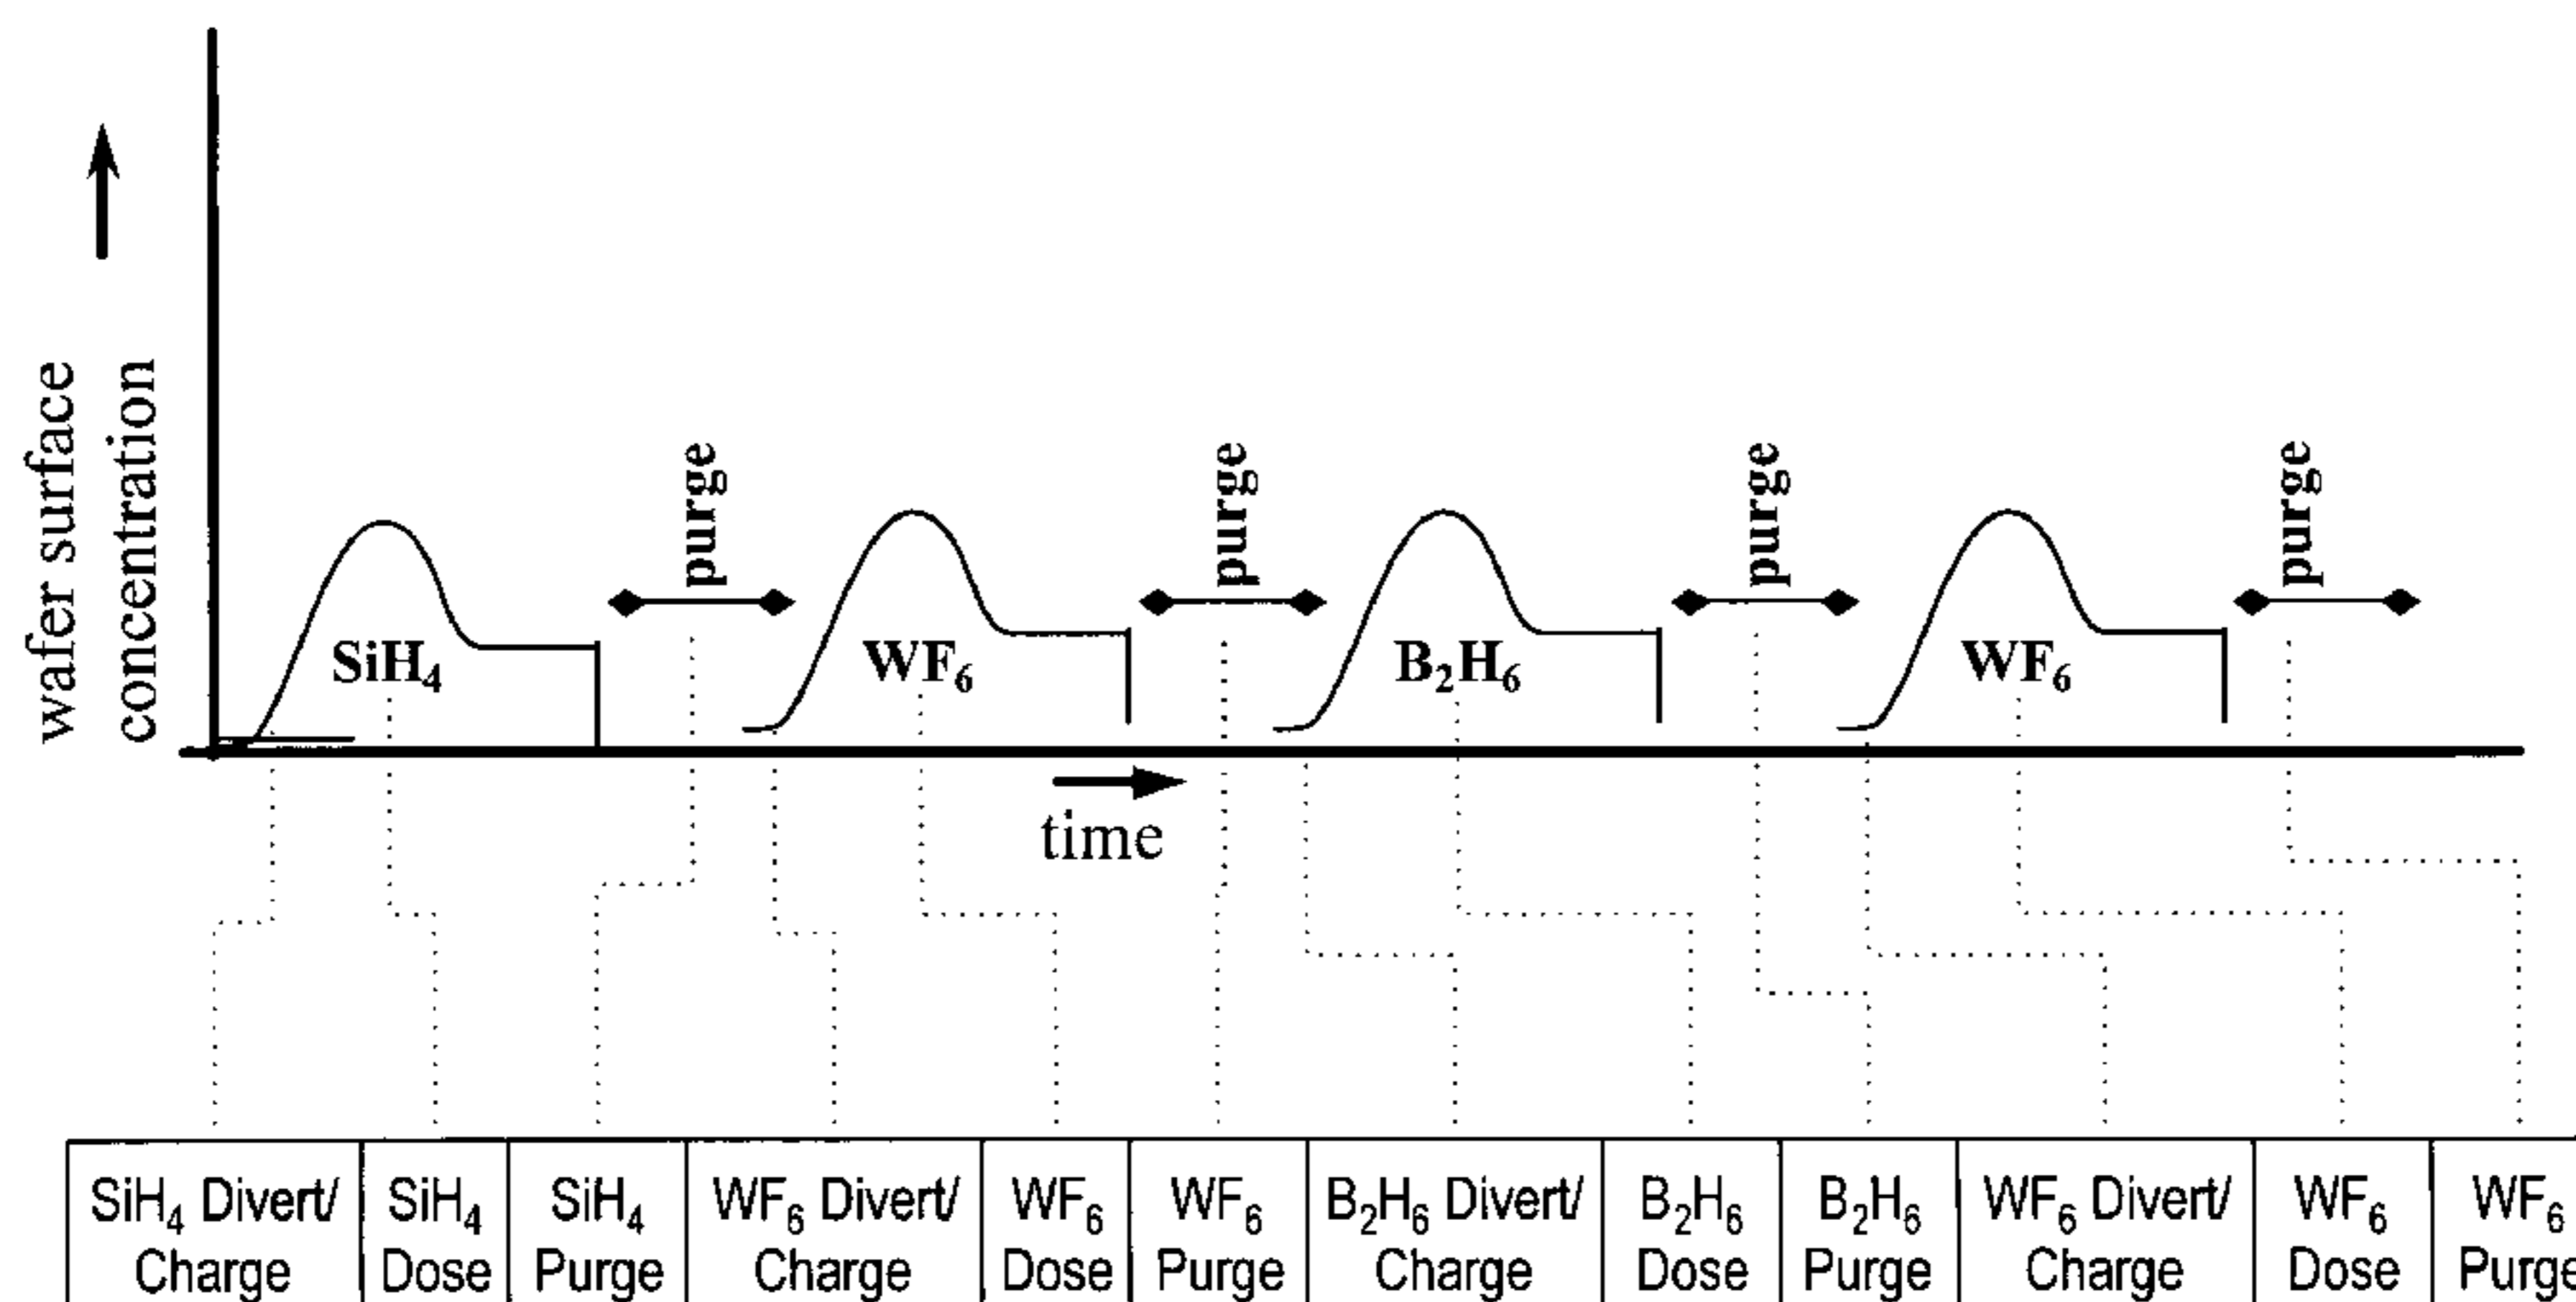 wafer surface
concentration
purge
purge
purge
purge
SiH₄
WF₆
B₂H₆
WF₆
time
SiH₄ Divert/
Charge
SiH₄
Dose
SiH₄
Purge
WF₆ Divert/
Charge
WF₆
Dose
WF₆
Purge
B₂H₆ Divert/
Charge
B₂H₆
Dose
B₂H₆
Purge
WF₆ Divert/
Charge
WF₆
Dose
WF₆
Purge